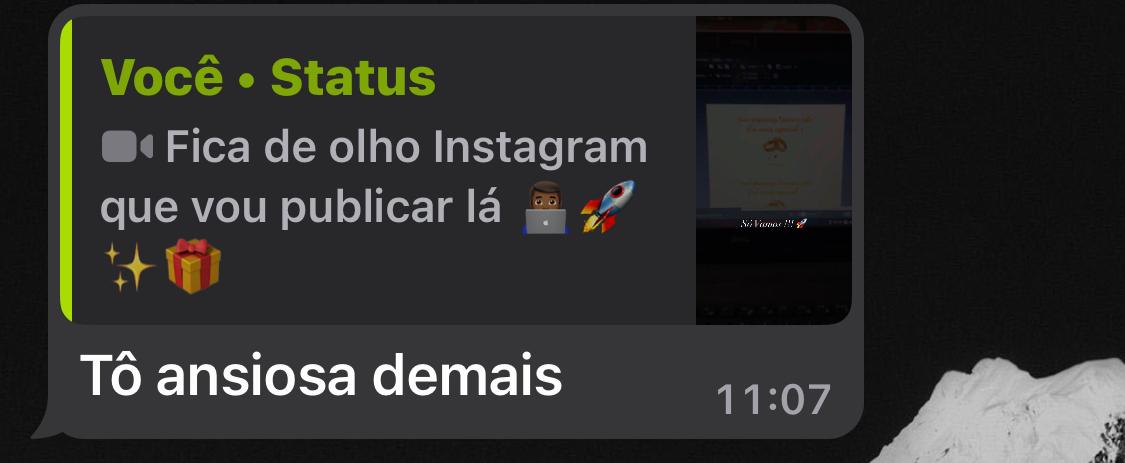 Você • Status
Fica de olho Instagram
que vou publicar lá 👨🏾‍💻🚀
✨🎁
Só Vamos !!! 🚀
Tô ansiosa demais
11:07